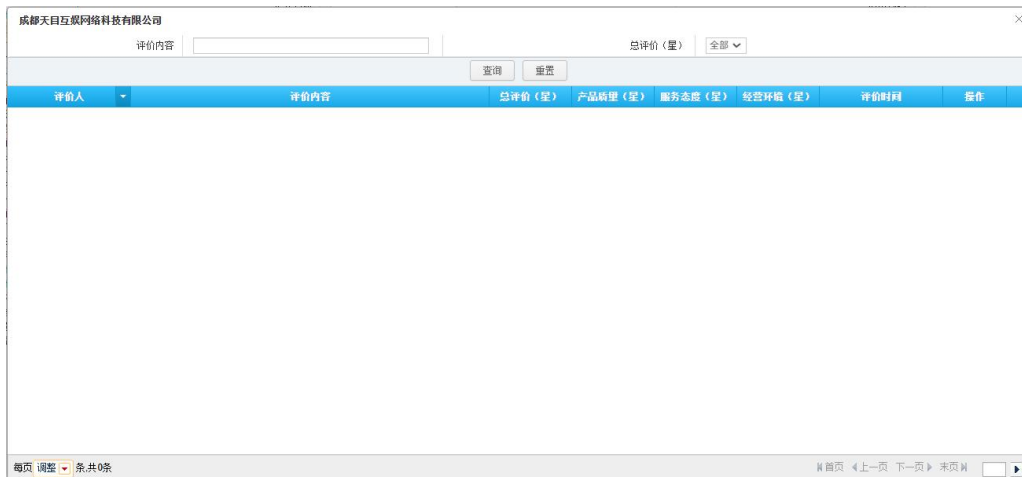 成都天目互娱网络科技有限公司
评价内容 总评价（星） 全部
查询 重置
评价人 评价内容 总评价（星） 产品质里（星） 服务态度（星） 经营环境（星） 评价时间 操作
每页 调整 条,共0条 首页 上一页 下一页 末页